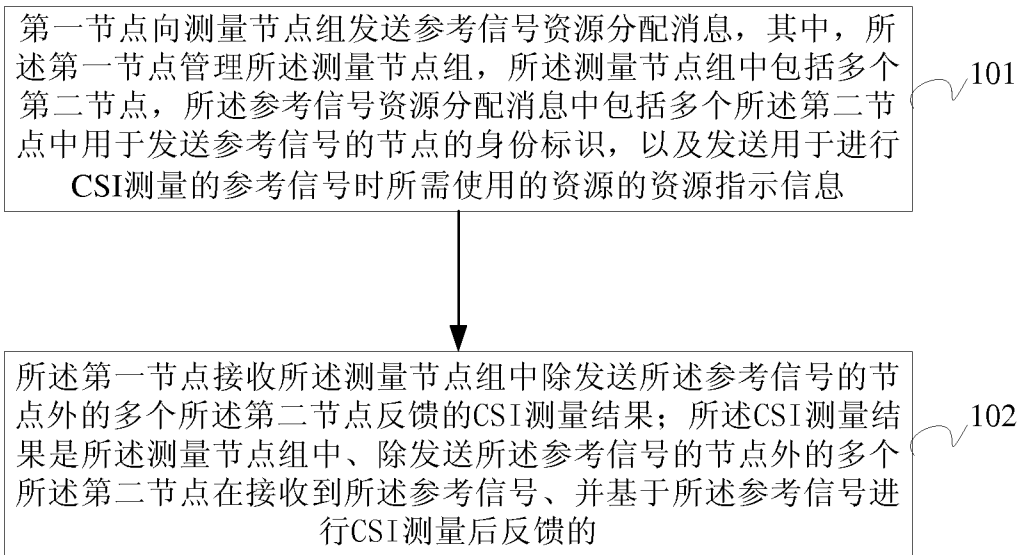 第一节点向测量节点组发送参考信号资源分配消息，其中，所
述第一节点管理所述测量节点组，所述测量节点组中包括多个
第二节点，所述参考信号资源分配消息中包括多个所述第二节
点中用于发送参考信号的节点的身份标识，以及发送用于进行
CSI测量的参考信号时所需使用的资源的资源指示信息
101
所述第一节点接收所述测量节点组中除发送所述参考信号的节
点外的多个所述第二节点反馈的CSI测量结果；所述CSI测量结
果是所述测量节点组中、除发送所述参考信号的节点外的多个
所述第二节点在接收到所述参考信号、并基于所述参考信号进
行CSI测量后反馈的
102